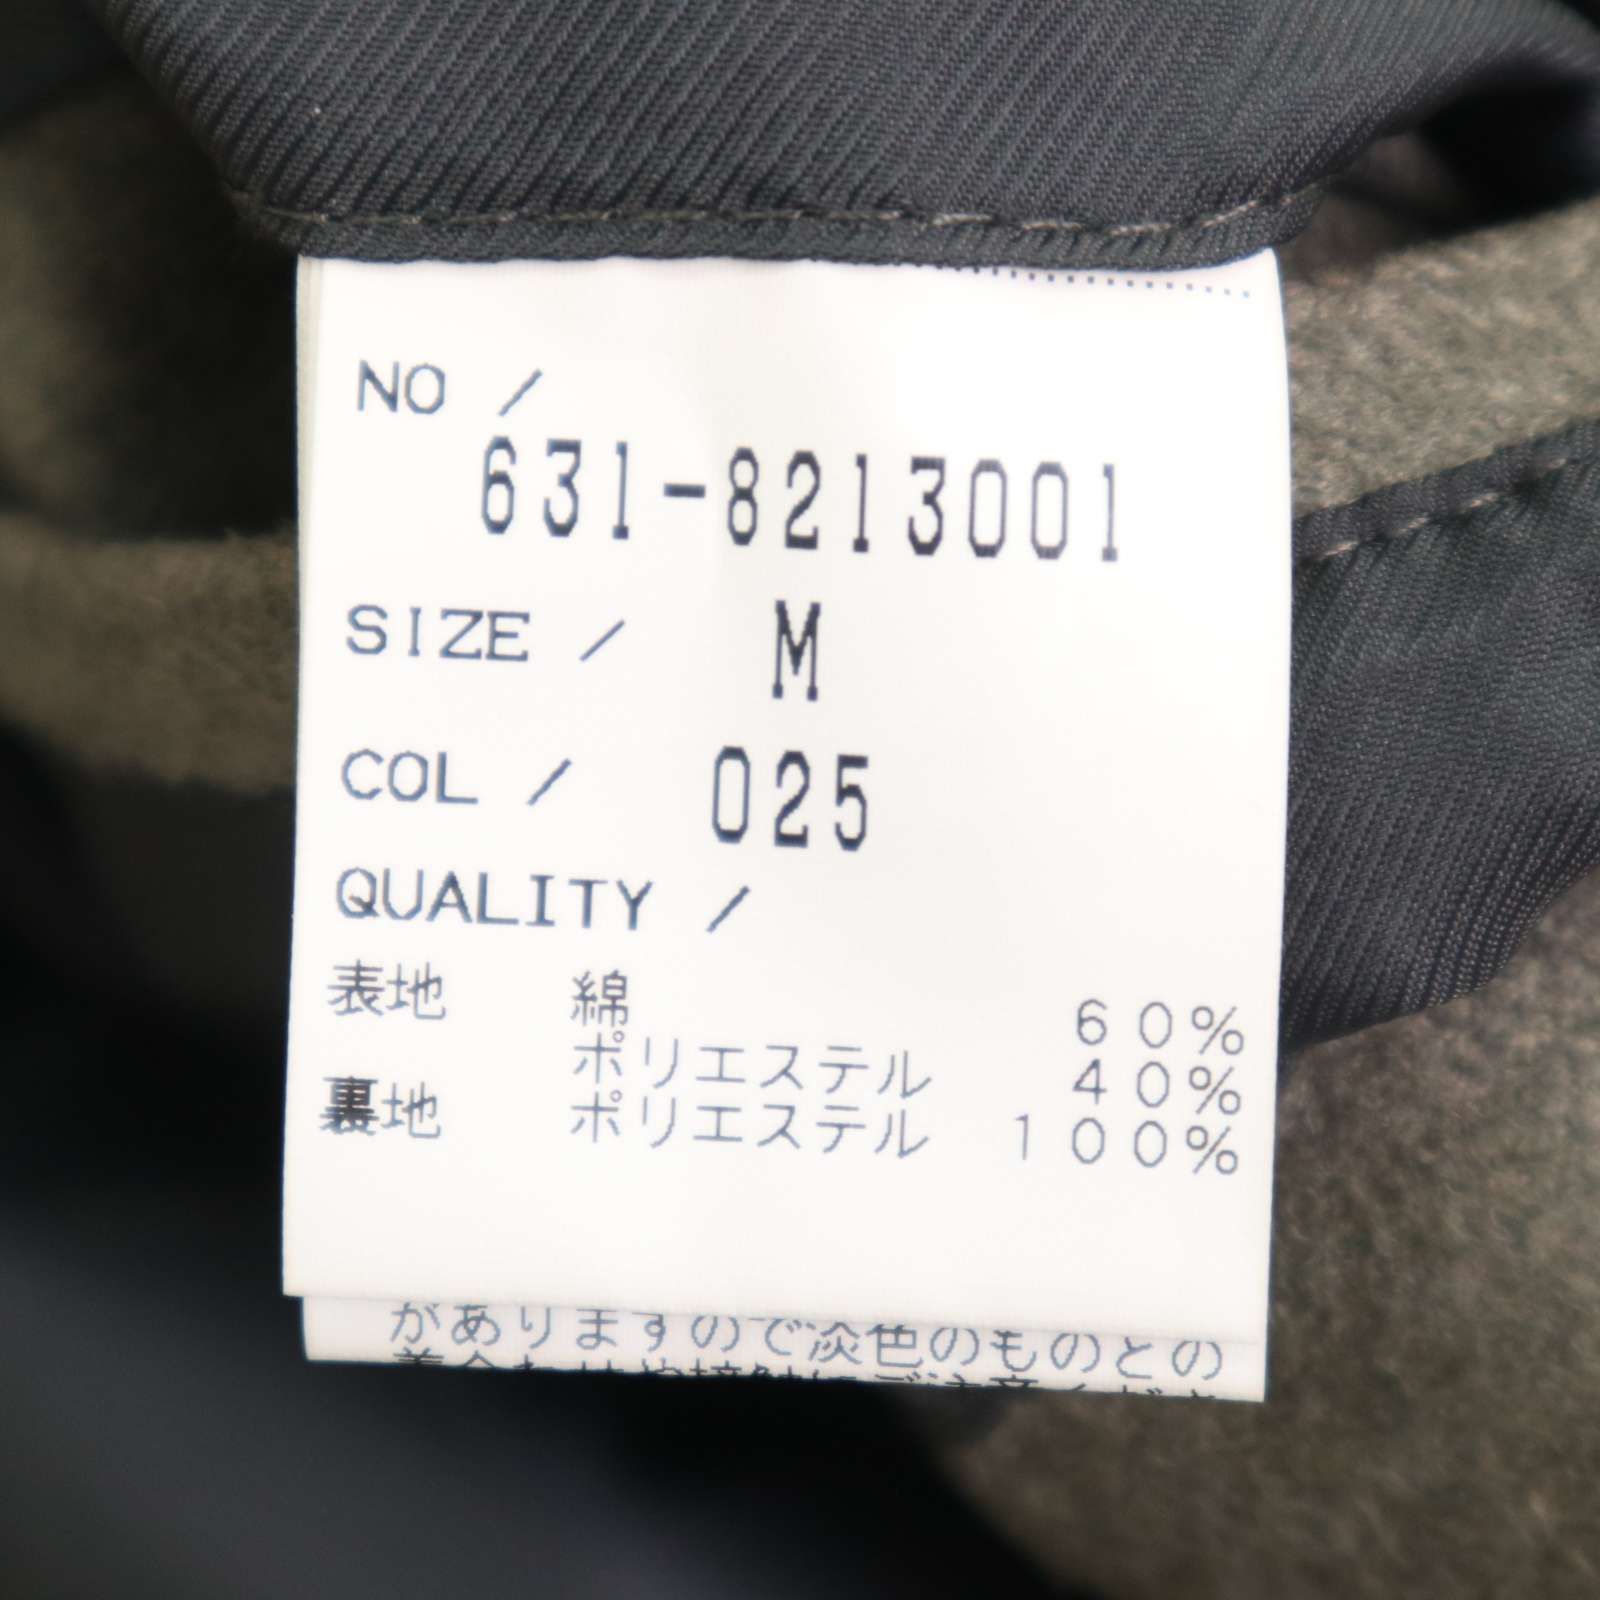 NO /
631-8213001
SIZE / M
COL / 025
QUALITY /
表地 綿 60%
ポリエステル 40%
裏地 ポリエステル 100%
がありますので淡色のものとの